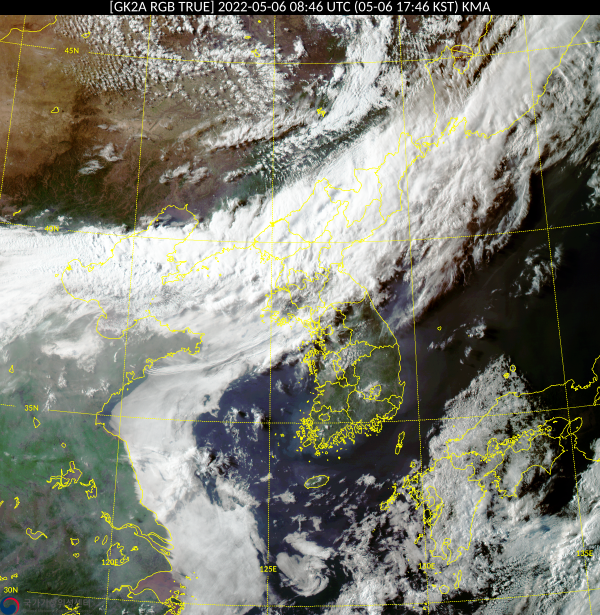 [GK2A RGB TRUE] 2022-05-06 08:46 UTC (05-06 17:46 KST) KMA
45N
40N
35N
120E
125E
130E
135E
30N